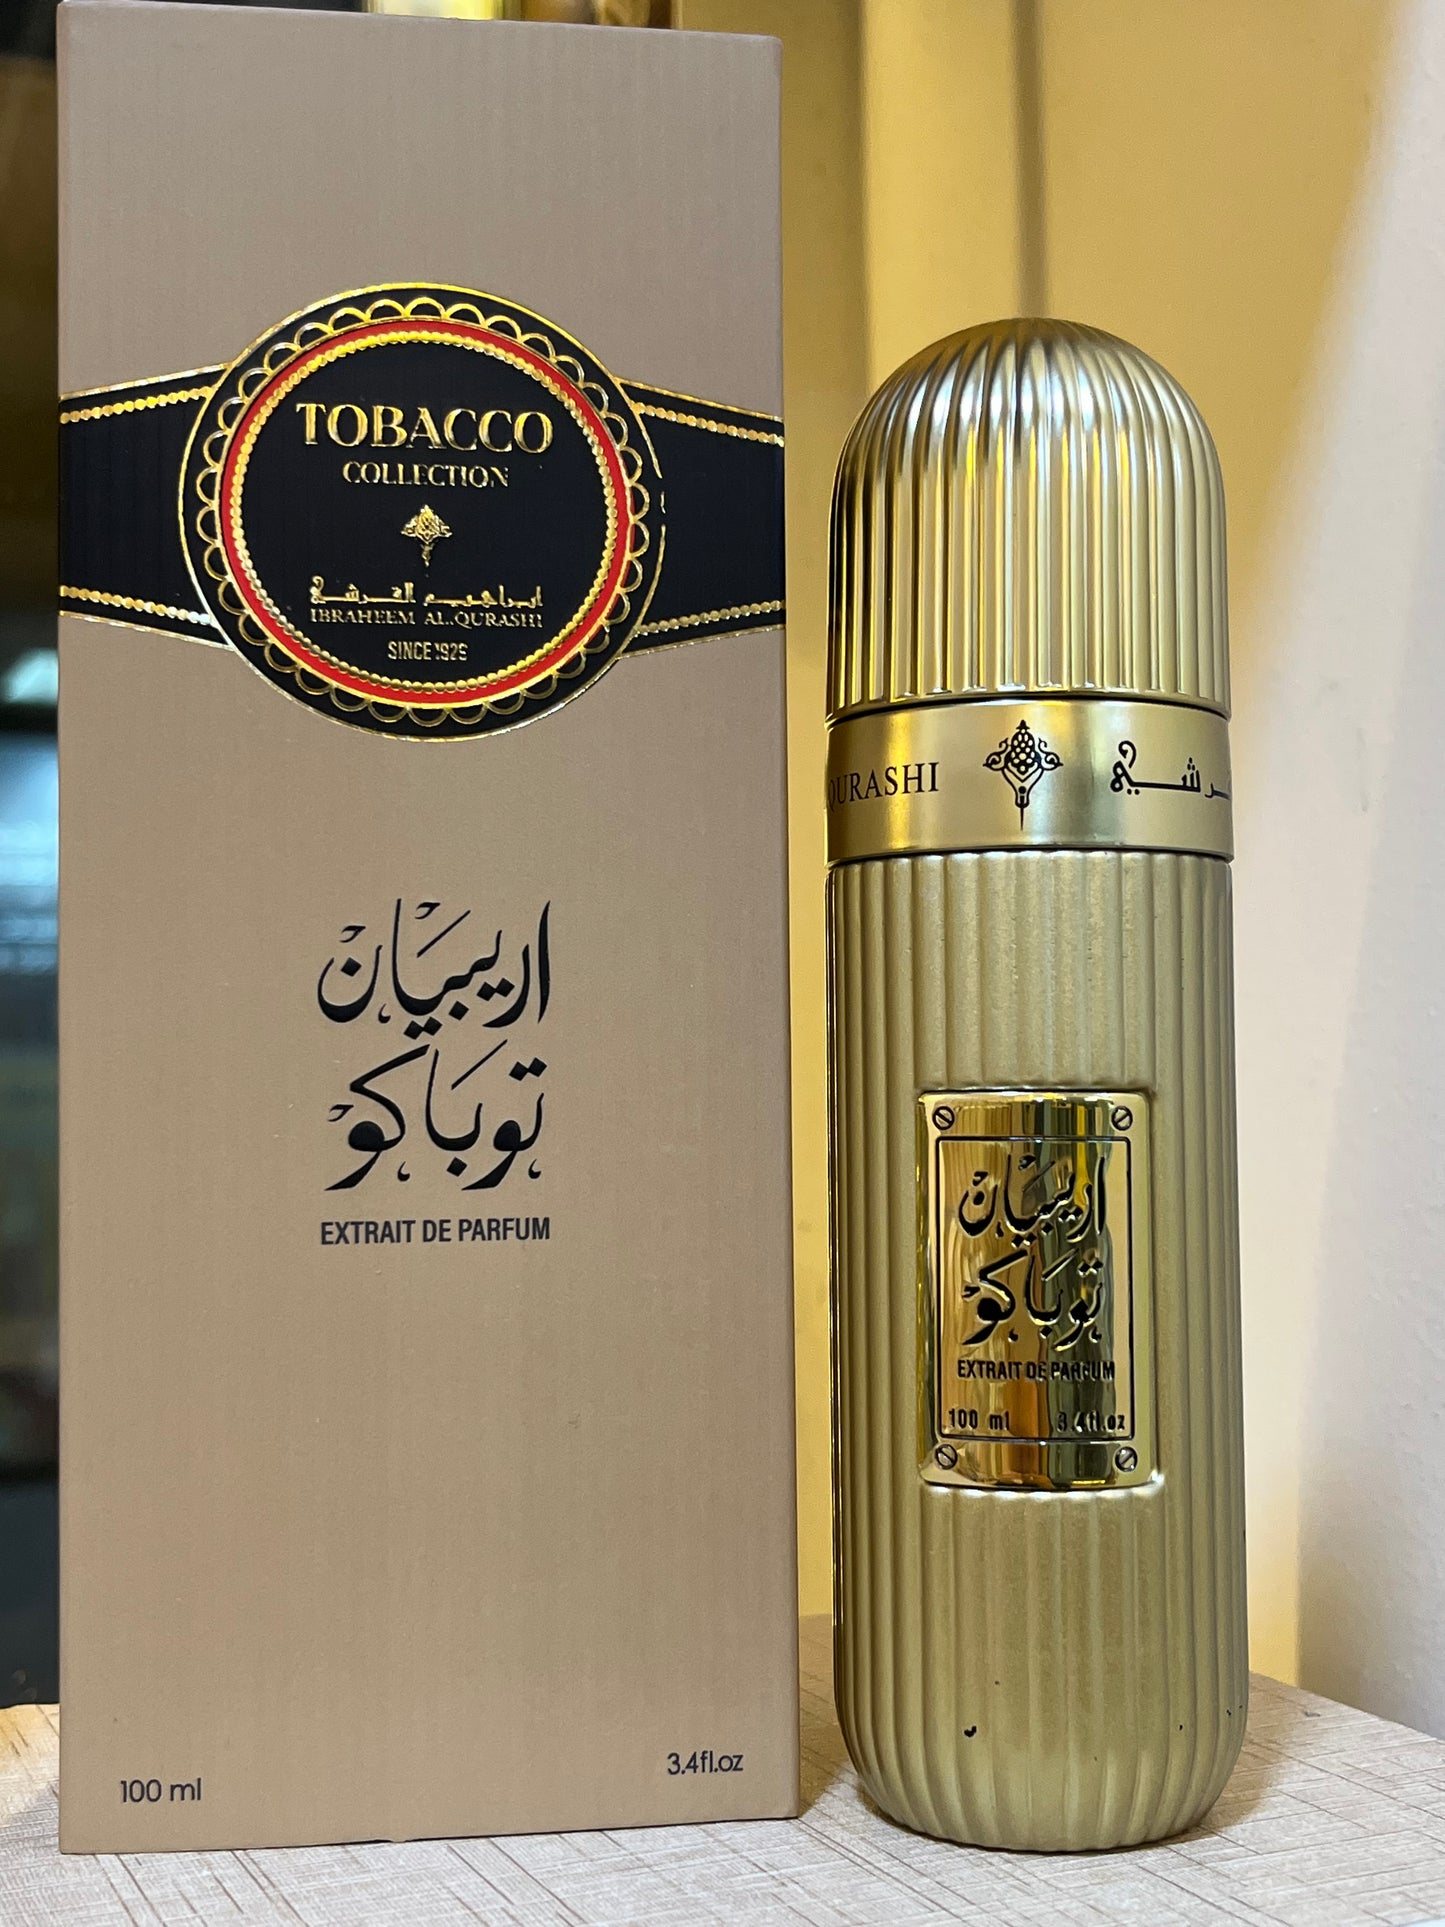 TOBACCO
COLLECTION
ابراهيم القرشي
IBRAHEEM AL.QURASHI
SINCE 1926
اريبيان
توباكو
EXTRAIT DE PARFUM
100 ml
3.4fl.oz
QURASHI
اريبيان
توباكو
EXTRAIT DE PARFUM
100 ml 3.4fl.oz